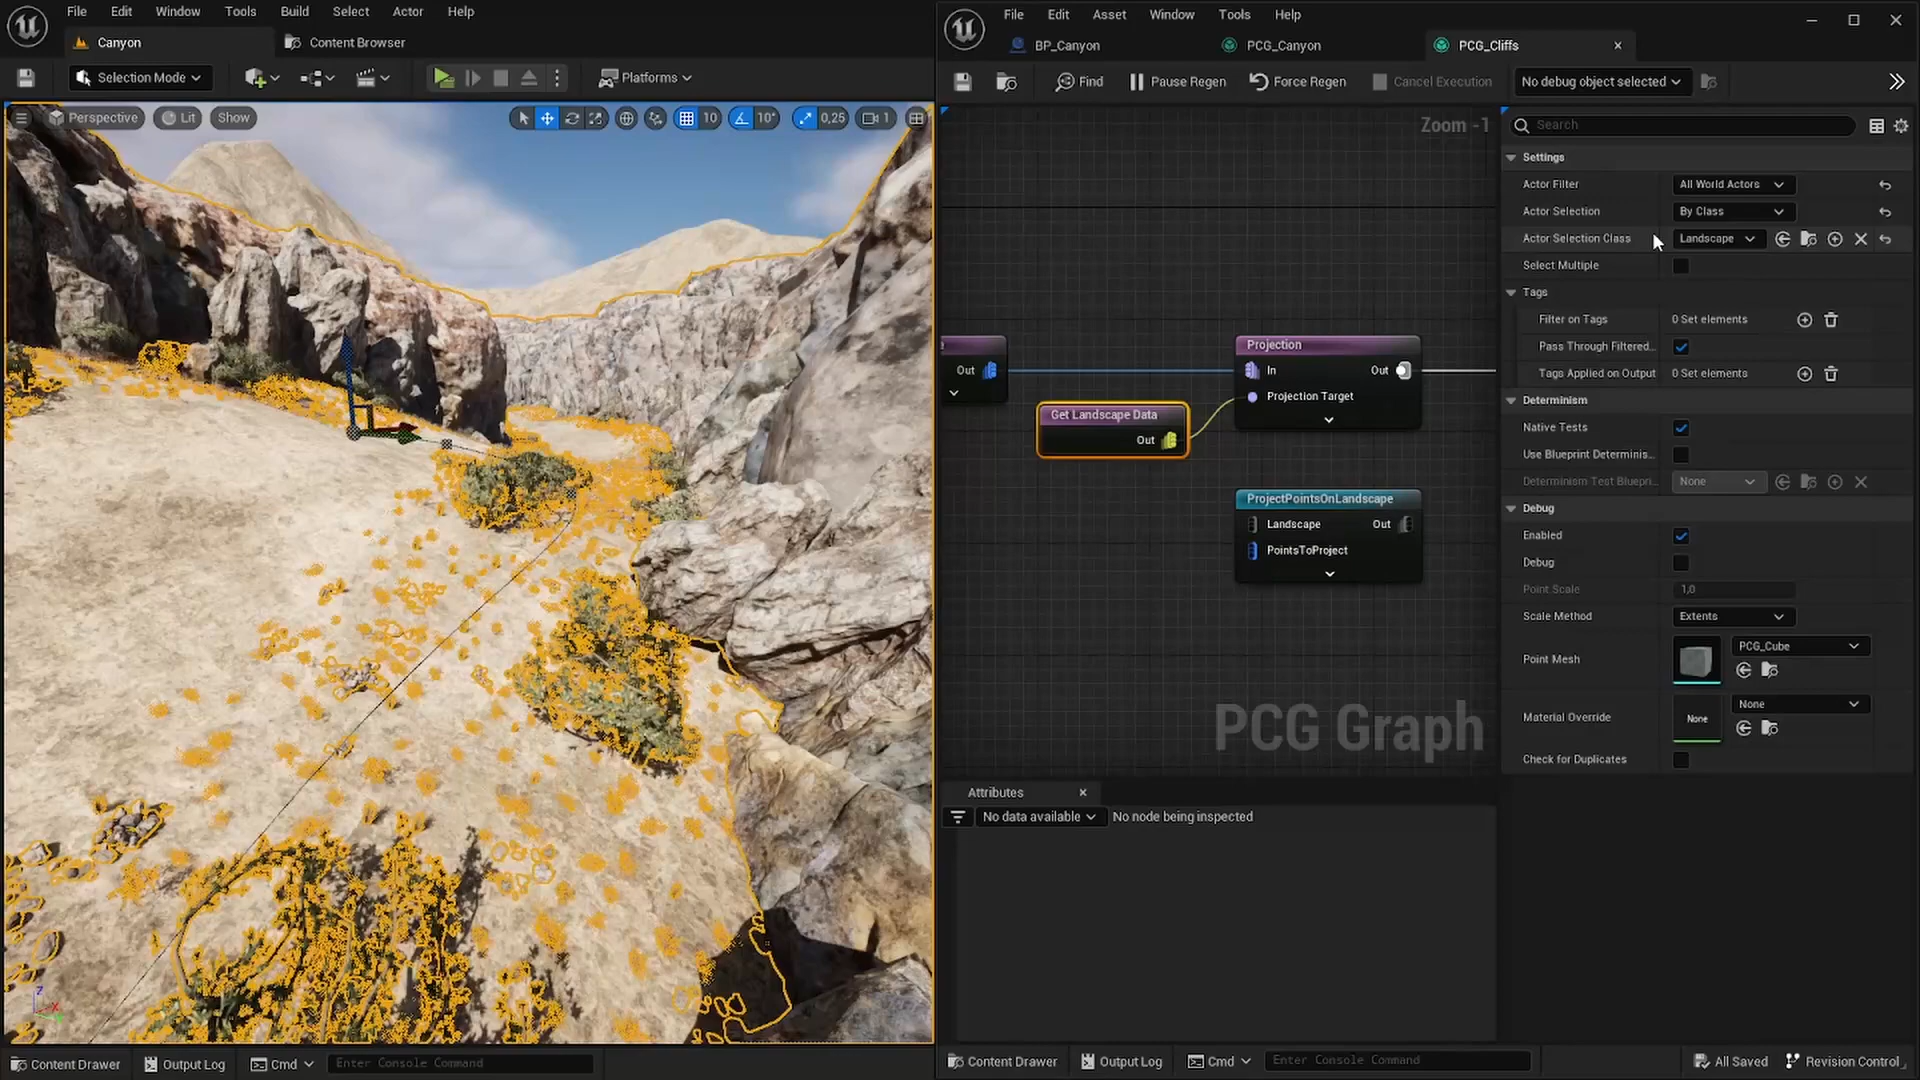 File Edit Window Tools Build Select Actor Help
Canyon
Content Browser
Selection Mode
Platforms
Perspective
Lit
Show
10
10°
0,25
1
Z
X
Content Drawer
Output Log
Cmd
Enter Console Command
File Edit Asset Window Tools Help
BP_Canyon
PCG_Canyon
PCG_Cliffs
Find
Pause Regen
Force Regen
Cancel Execution
No debug object selected
Zoom -1
Out
Projection
In
Out
Projection Target
Get Landscape Data
Out
ProjectPointsOnLandscape
Landscape
Out
PointsToProject
PCG Graph
Attributes
No data available
No node being inspected
Search
Settings
Actor Filter All World Actors
Actor Selection By Class
Actor Selection Class Landscape
Select Multiple
Tags
Filter on Tags 0 Set elements
Pass Through Filtered...
Tags Applied on Output 0 Set elements
Determinism
Native Tests
Use Blueprint Determinis...
Determinism Test Bluepri... None
Debug
Enabled
Debug
Point Scale 1,0
Scale Method Extents
Point Mesh PCG_Cube
Material Override None None
Check for Duplicates
Content Drawer
Output Log
Cmd
Enter Console Command
All Saved
Revision Control